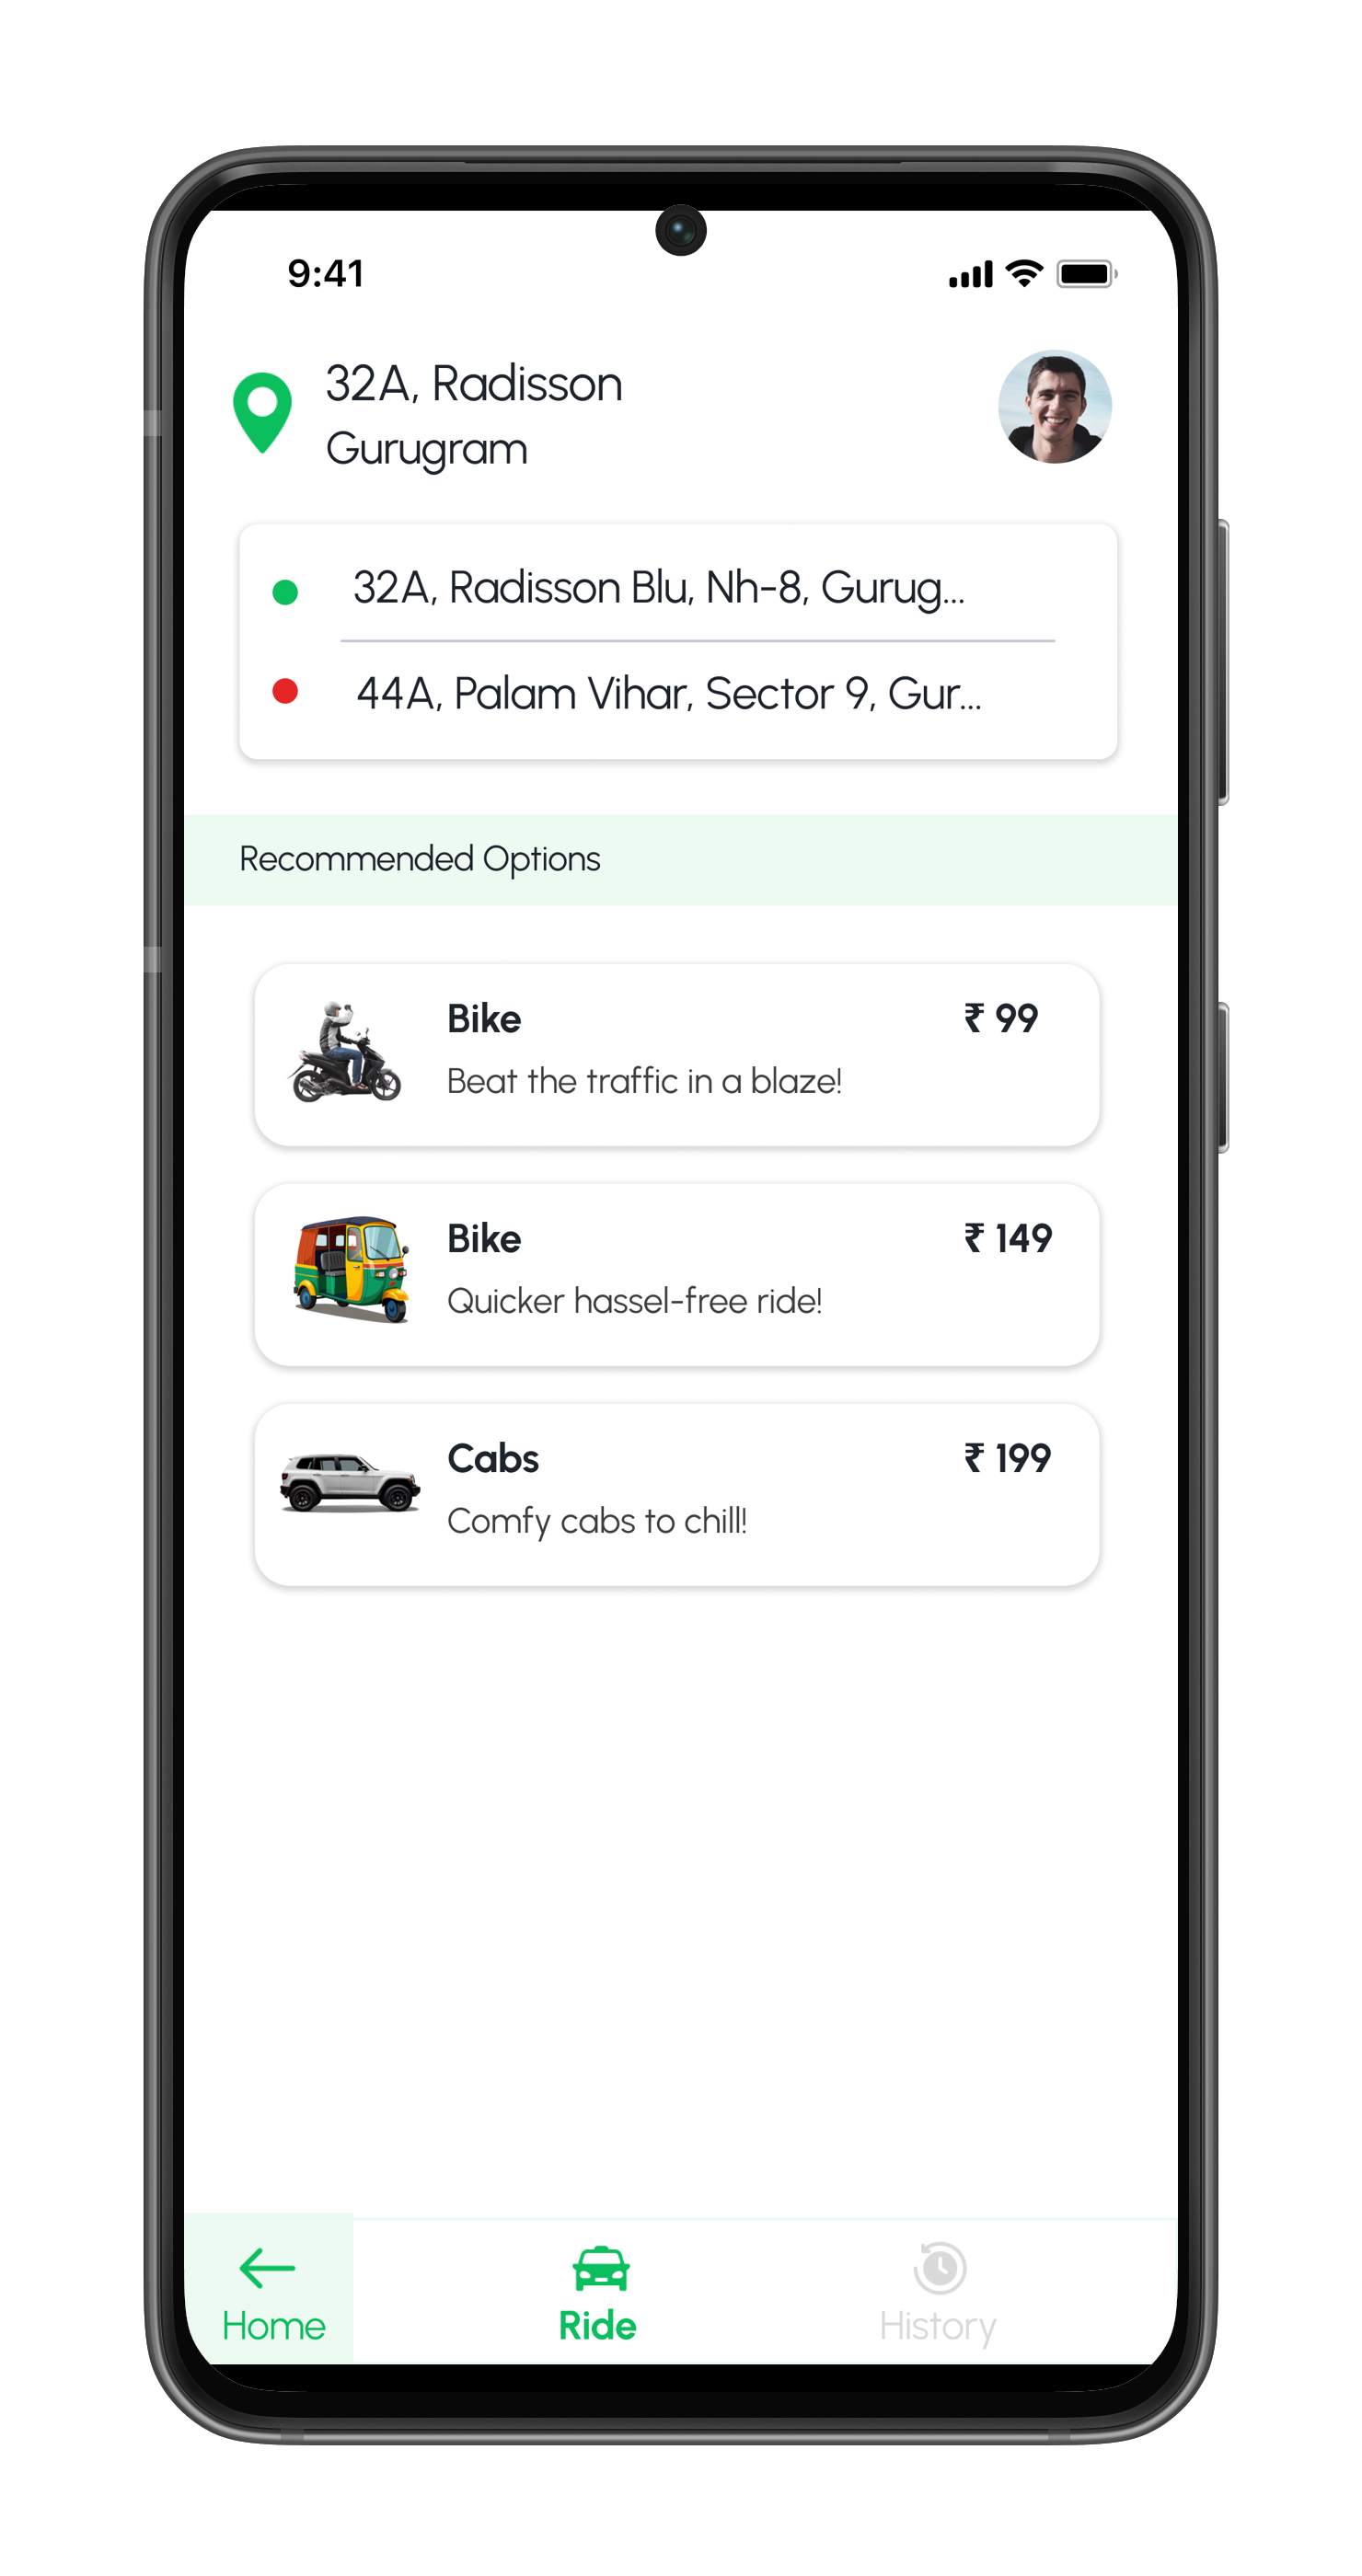 9:41
32A, Radisson
Gurugram
32A, Radisson Blu, Nh-8, Gurug...
44A, Palam Vihar, Sector 9, Gur...
Recommended Options
Bike ₹ 99
Beat the traffic in a blaze!
Bike ₹ 149
Quicker hassel-free ride!
Cabs ₹ 199
Comfy cabs to chill!
Home Ride History